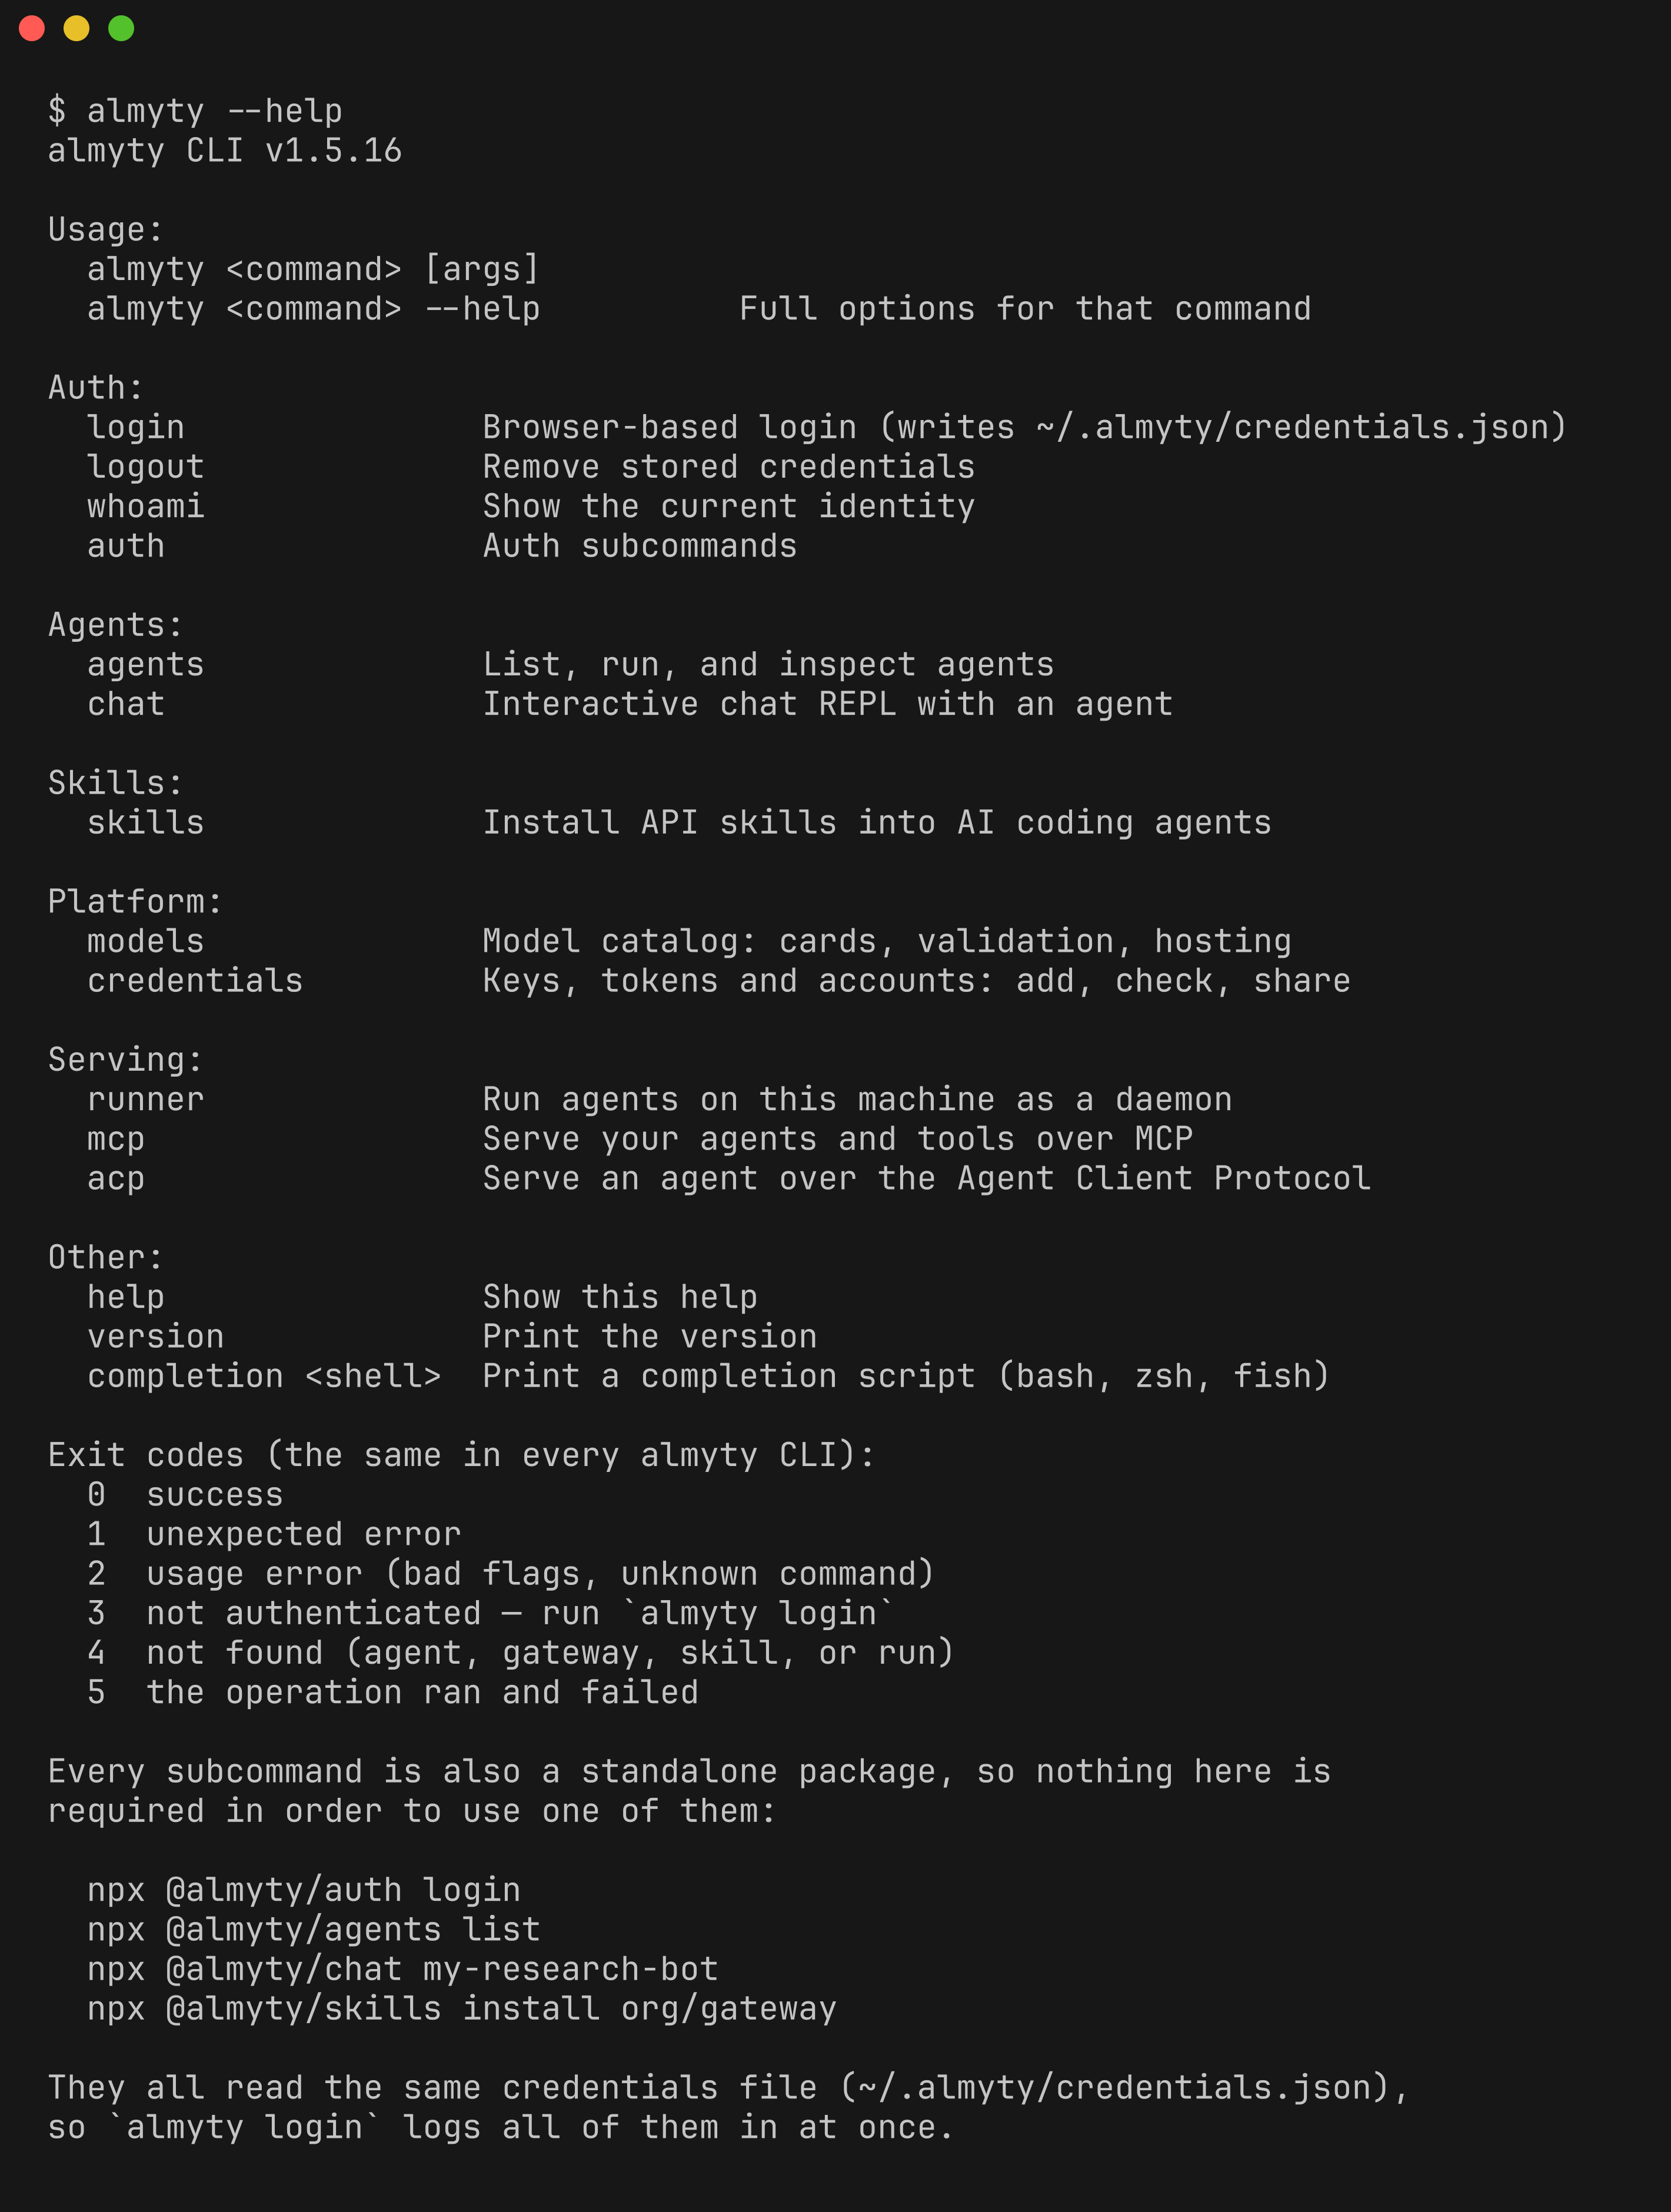 $ almyty --help
almyty CLI v1.5.16

Usage:
  almyty <command> [args]
  almyty <command> --help          Full options for that command

Auth:
  login               Browser-based login (writes ~/.almyty/credentials.json)
  logout              Remove stored credentials
  whoami              Show the current identity
  auth                Auth subcommands

Agents:
  agents              List, run, and inspect agents
  chat                Interactive chat REPL with an agent

Skills:
  skills              Install API skills into AI coding agents

Platform:
  models              Model catalog: cards, validation, hosting
  credentials         Keys, tokens and accounts: add, check, share

Serving:
  runner              Run agents on this machine as a daemon
  mcp                 Serve your agents and tools over MCP
  acp                 Serve an agent over the Agent Client Protocol

Other:
  help                Show this help
  version             Print the version
  completion <shell>  Print a completion script (bash, zsh, fish)

Exit codes (the same in every almyty CLI):
  0  success
  1  unexpected error
  2  usage error (bad flags, unknown command)
  3  not authenticated — run `almyty login`
  4  not found (agent, gateway, skill, or run)
  5  the operation ran and failed

Every subcommand is also a standalone package, so nothing here is
required in order to use one of them:

  npx @almyty/auth login
  npx @almyty/agents list
  npx @almyty/chat my-research-bot
  npx @almyty/skills install org/gateway

They all read the same credentials file (~/.almyty/credentials.json),
so `almyty login` logs all of them in at once.